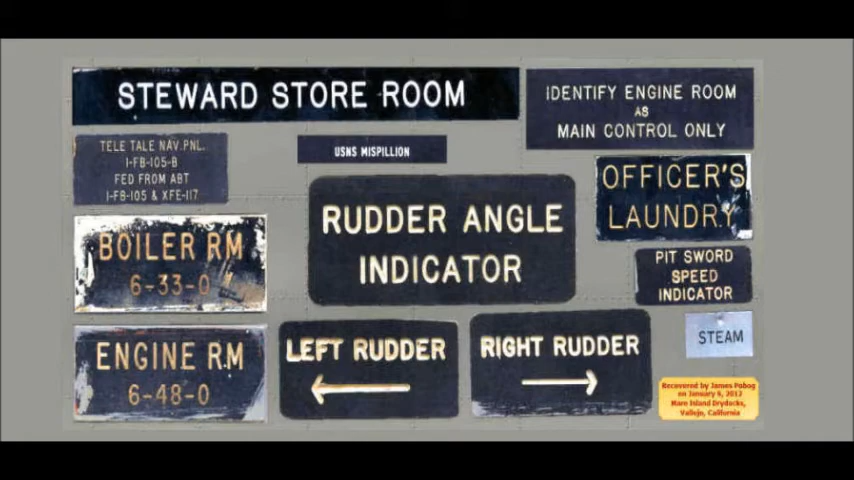 STEWARD STORE ROOM
IDENTIFY ENGINE ROOM
AS
MAIN CONTROL ONLY
TELE TALE NAV.PNL.
1-FB-105-B
FED FROM ABT
1-FB-105 & XFE-117
USNS MISPILLION
OFFICER'S
LAUNDRY
RUDDER ANGLE
INDICATOR
BOILER RM
6-33-0
PIT SWORD
SPEED
INDICATOR
ENGINE RM
6-48-0
LEFT RUDDER
RIGHT RUDDER
STEAM
Recovered by James Pobog
on January 6, 2012
Mare Island Drydocks,
Vallejo, California